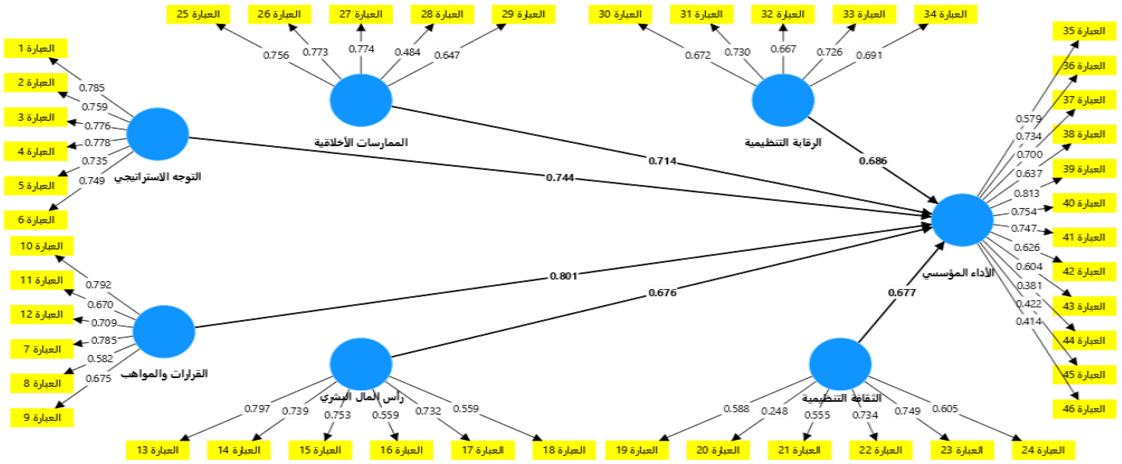 العبارة 25
العبارة 26
العبارة 27
العبارة 28
العبارة 29
0.756
0.773
0.774
0.484
0.647
الممارسات الأخلاقية
العبارة 30
العبارة 31
العبارة 32
العبارة 33
العبارة 34
0.672
0.730
0.667
0.726
0.691
الرقابة التنظيمية
العبارة 1
العبارة 2
العبارة 3
العبارة 4
العبارة 5
العبارة 6
0.785
0.759
0.776
0.778
0.735
0.749
التوجه الاستراتيجي
0.714
0.686
0.744
0.801
0.676
0.677
العبارة 35
العبارة 36
العبارة 37
العبارة 38
العبارة 39
العبارة 40
العبارة 41
العبارة 42
العبارة 43
العبارة 44
العبارة 45
العبارة 46
0.579
0.734
0.700
0.637
0.813
0.754
0.747
0.626
0.604
0.381
0.422
0.414
الأداء المؤسسي
العبارة 10
العبارة 11
العبارة 12
العبارة 7
العبارة 8
العبارة 9
0.792
0.670
0.709
0.785
0.582
0.675
القرارات والمواهب
رأس المال البشري
0.797
0.739
0.753
0.559
0.732
0.559
العبارة 13
العبارة 14
العبارة 15
العبارة 16
العبارة 17
العبارة 18
الثقافة التنظيمية
0.588
0.248
0.555
0.734
0.749
0.605
العبارة 19
العبارة 20
العبارة 21
العبارة 22
العبارة 23
العبارة 24